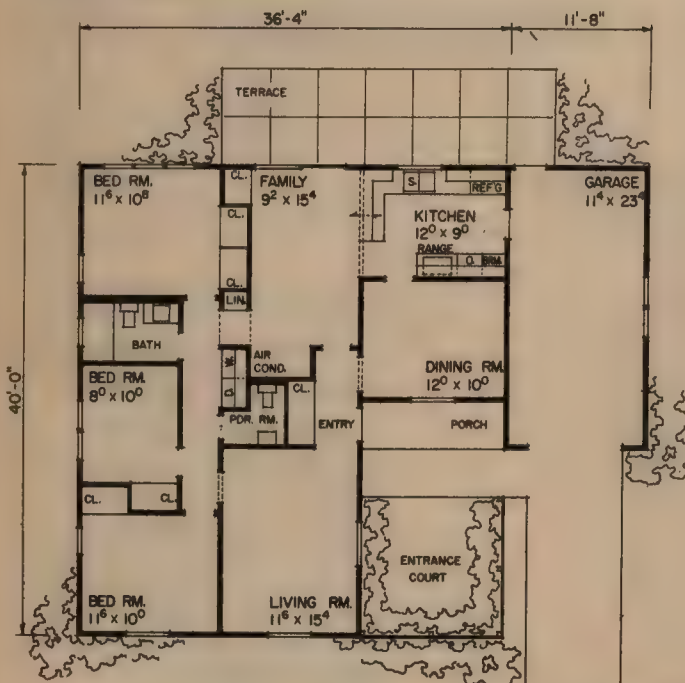 36'-4"
11'-8"
TERRACE
BED RM.
11⁶ x 10⁸
CL.
FAMILY
9² x 15⁴
S.
REF'G
GARAGE
11⁴ x 23⁴
CL.
KITCHEN
12⁰ x 9⁰
RANGE
O.
BRM.
CL.
LIN.
40'-0"
BATH
W.
AIR
COND.
DINING RM.
12⁰ x 10⁰
BED RM.
8⁰ x 10⁰
D.
CL.
PDR. RM.
ENTRY
PORCH
CL.
CL.
ENTRANCE
COURT
BED RM.
11⁶ x 10⁰
LIVING RM.
11⁶ x 15⁴